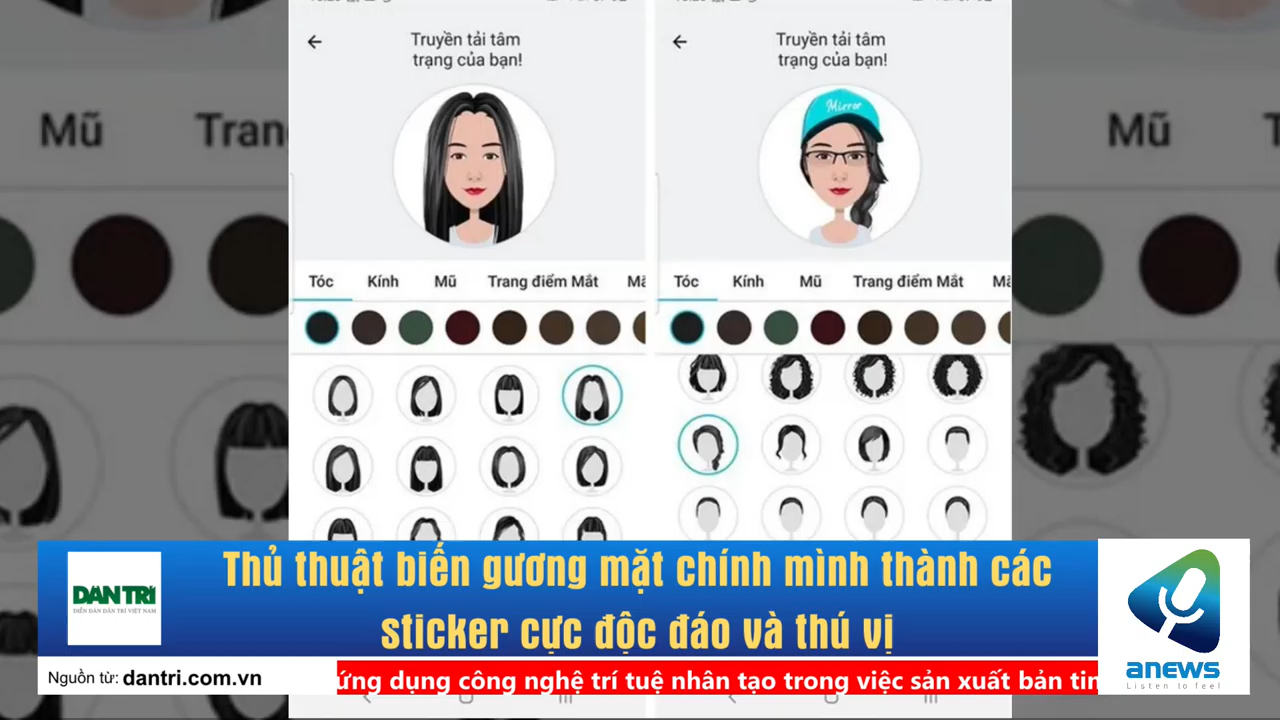 Truyền tải tâm
trạng của bạn!
Mirror
Tóc Kính Mũ Trang điểm Mắt
Truyền tải tâm
trạng của bạn!
Tóc Kính Mũ Trang điểm Mắt
Mũ
Mũ
Thủ thuật biến gương mặt chính mình thành các
sticker cực độc đáo và thú vị
DÂN TRÍ
DIỄN ĐÀN DÂN TRÍ VIỆT NAM
Nguồn từ: dantri.com.vn
ứng dụng công nghệ trí tuệ nhân tạo trong việc sản xuất bản tin
anews
Listen to feel